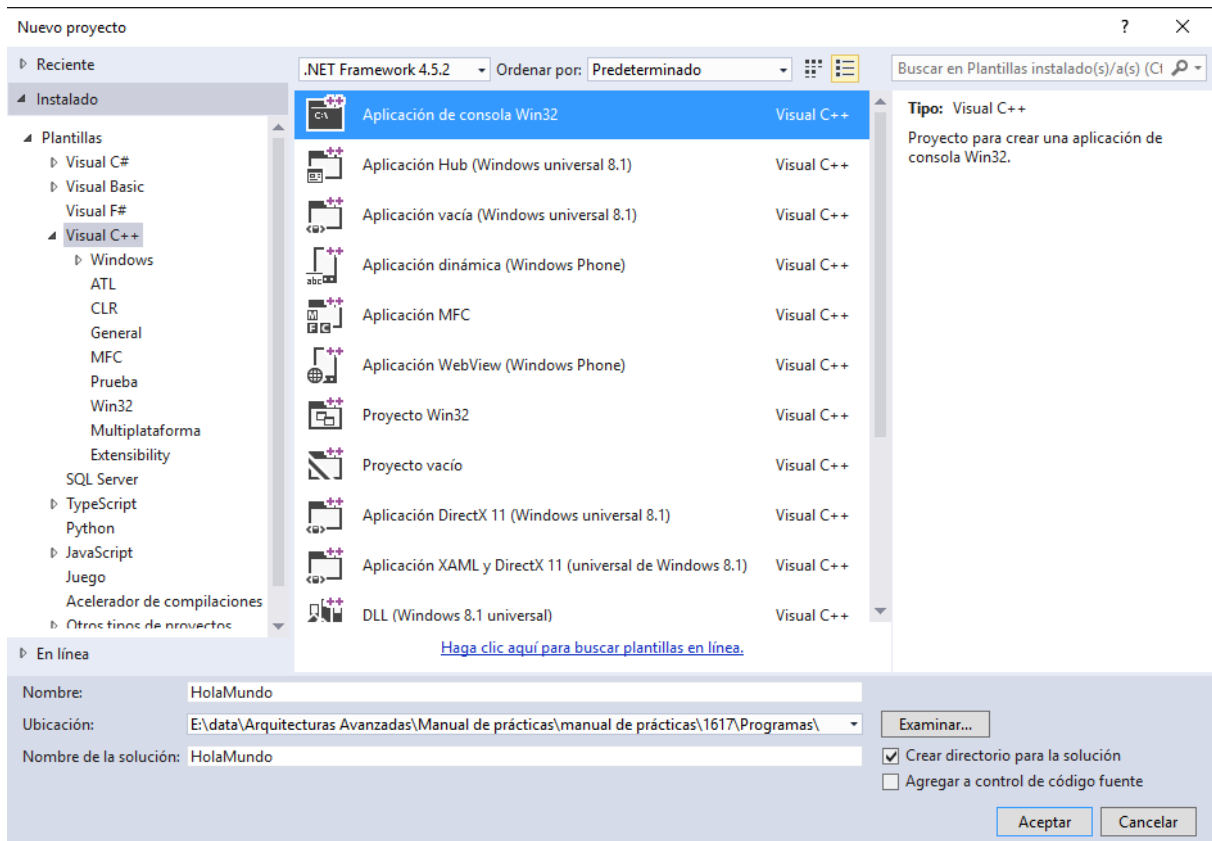 Nuevo proyecto ? ✕
Reciente
.NET Framework 4.5.2 Ordenar por: Predeterminado
Buscar en Plantillas instalado(s)/a(s) (Ct
Instalado
Plantillas
Visual C#
Visual Basic
Visual F#
Visual C++
Windows
ATL
CLR
General
MFC
Prueba
Win32
Multiplataforma
Extensibility
SQL Server
TypeScript
Python
JavaScript
Juego
Acelerador de compilaciones
Otros tipos de proyectos
En línea
Aplicación de consola Win32 Visual C++
Aplicación Hub (Windows universal 8.1) Visual C++
Aplicación vacía (Windows universal 8.1) Visual C++
Aplicación dinámica (Windows Phone) Visual C++
Aplicación MFC Visual C++
Aplicación WebView (Windows Phone) Visual C++
Proyecto Win32 Visual C++
Proyecto vacío Visual C++
Aplicación DirectX 11 (Windows universal 8.1) Visual C++
Aplicación XAML y DirectX 11 (universal de Windows 8.1) Visual C++
DLL (Windows 8.1 universal) Visual C++
Haga clic aquí para buscar plantillas en línea.
Tipo: Visual C++
Proyecto para crear una aplicación de
consola Win32.
Nombre: HolaMundo
Ubicación: E:\data\Arquitecturas Avanzadas\Manual de prácticas\manual de prácticas\1617\Programas\ Examinar...
Nombre de la solución: HolaMundo
Crear directorio para la solución
Agregar a control de código fuente
Aceptar Cancelar